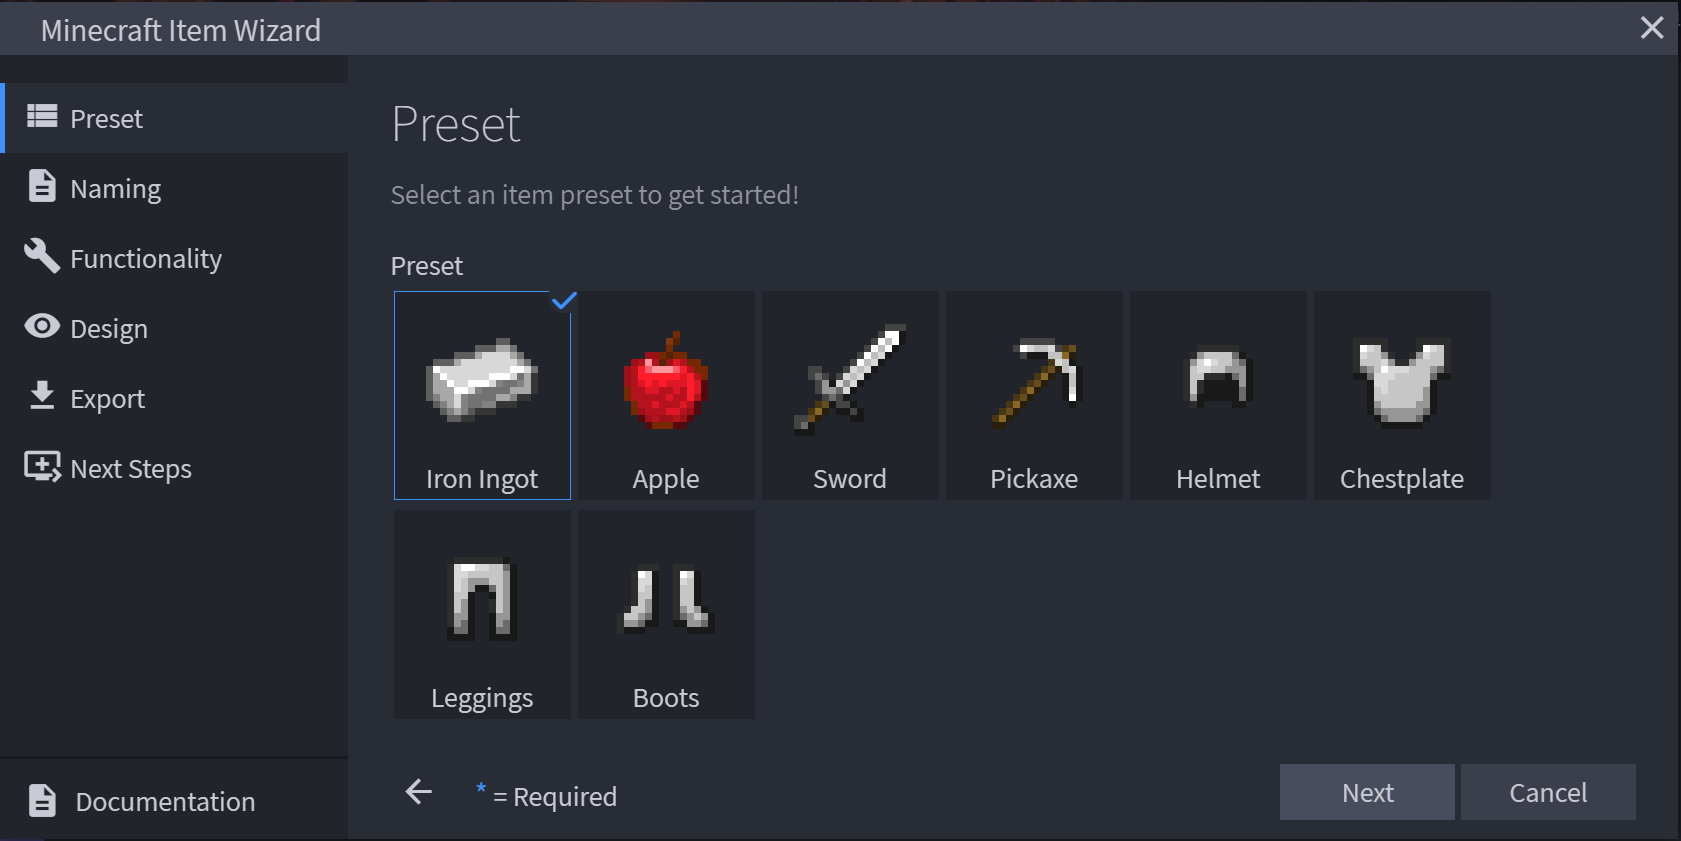 Minecraft Item Wizard
Preset
Naming
Functionality
Design
Export
Next Steps
Documentation
Preset
Select an item preset to get started!
Preset
Iron Ingot
Apple
Sword
Pickaxe
Helmet
Chestplate
Leggings
Boots
* = Required
Next
Cancel